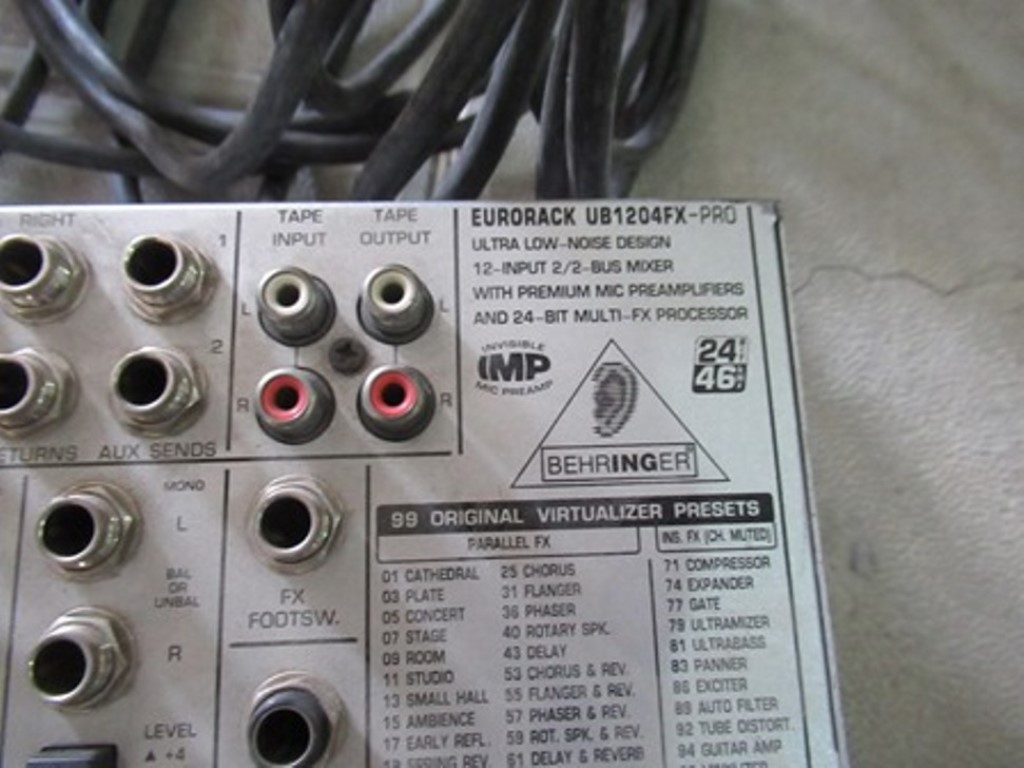 RIGHT
1
2
ETURNS
AUX SENDS
TAPE INPUT
TAPE OUTPUT
L
L
R
R
EURORACK UB1204FX-PRO
ULTRA LOW-NOISE DESIGN
12-INPUT 2/2-BUS MIXER
WITH PREMIUM MIC PREAMPLIFIERS
AND 24-BIT MULTI-FX PROCESSOR
INVISIBLE
IMP
MIC PREAMP
24
46
BEHRINGER
MONO
L
BAL
OR
UNBAL
R
LEVEL
▲ +4
FX
FOOTSW.
99 ORIGINAL VIRTUALIZER PRESETS
PARALLEL FX
01 CATHEDRAL
03 PLATE
05 CONCERT
07 STAGE
09 ROOM
11 STUDIO
13 SMALL HALL
15 AMBIENCE
17 EARLY REFL.
SPRING REV.
25 CHORUS
31 FLANGER
36 PHASER
40 ROTARY SPK.
43 DELAY
53 CHORUS & REV.
55 FLANGER & REV.
57 PHASER & REV.
59 ROT. SPK. & REV.
61 DELAY & REVERB
INS. FX (CH. MUTED)
71 COMPRESSOR
74 EXPANDER
77 GATE
79 ULTRAMIZER
81 ULTRABASS
83 PANNER
86 EXCITER
89 AUTO FILTER
92 TUBE DISTORT.
94 GUITAR AMP